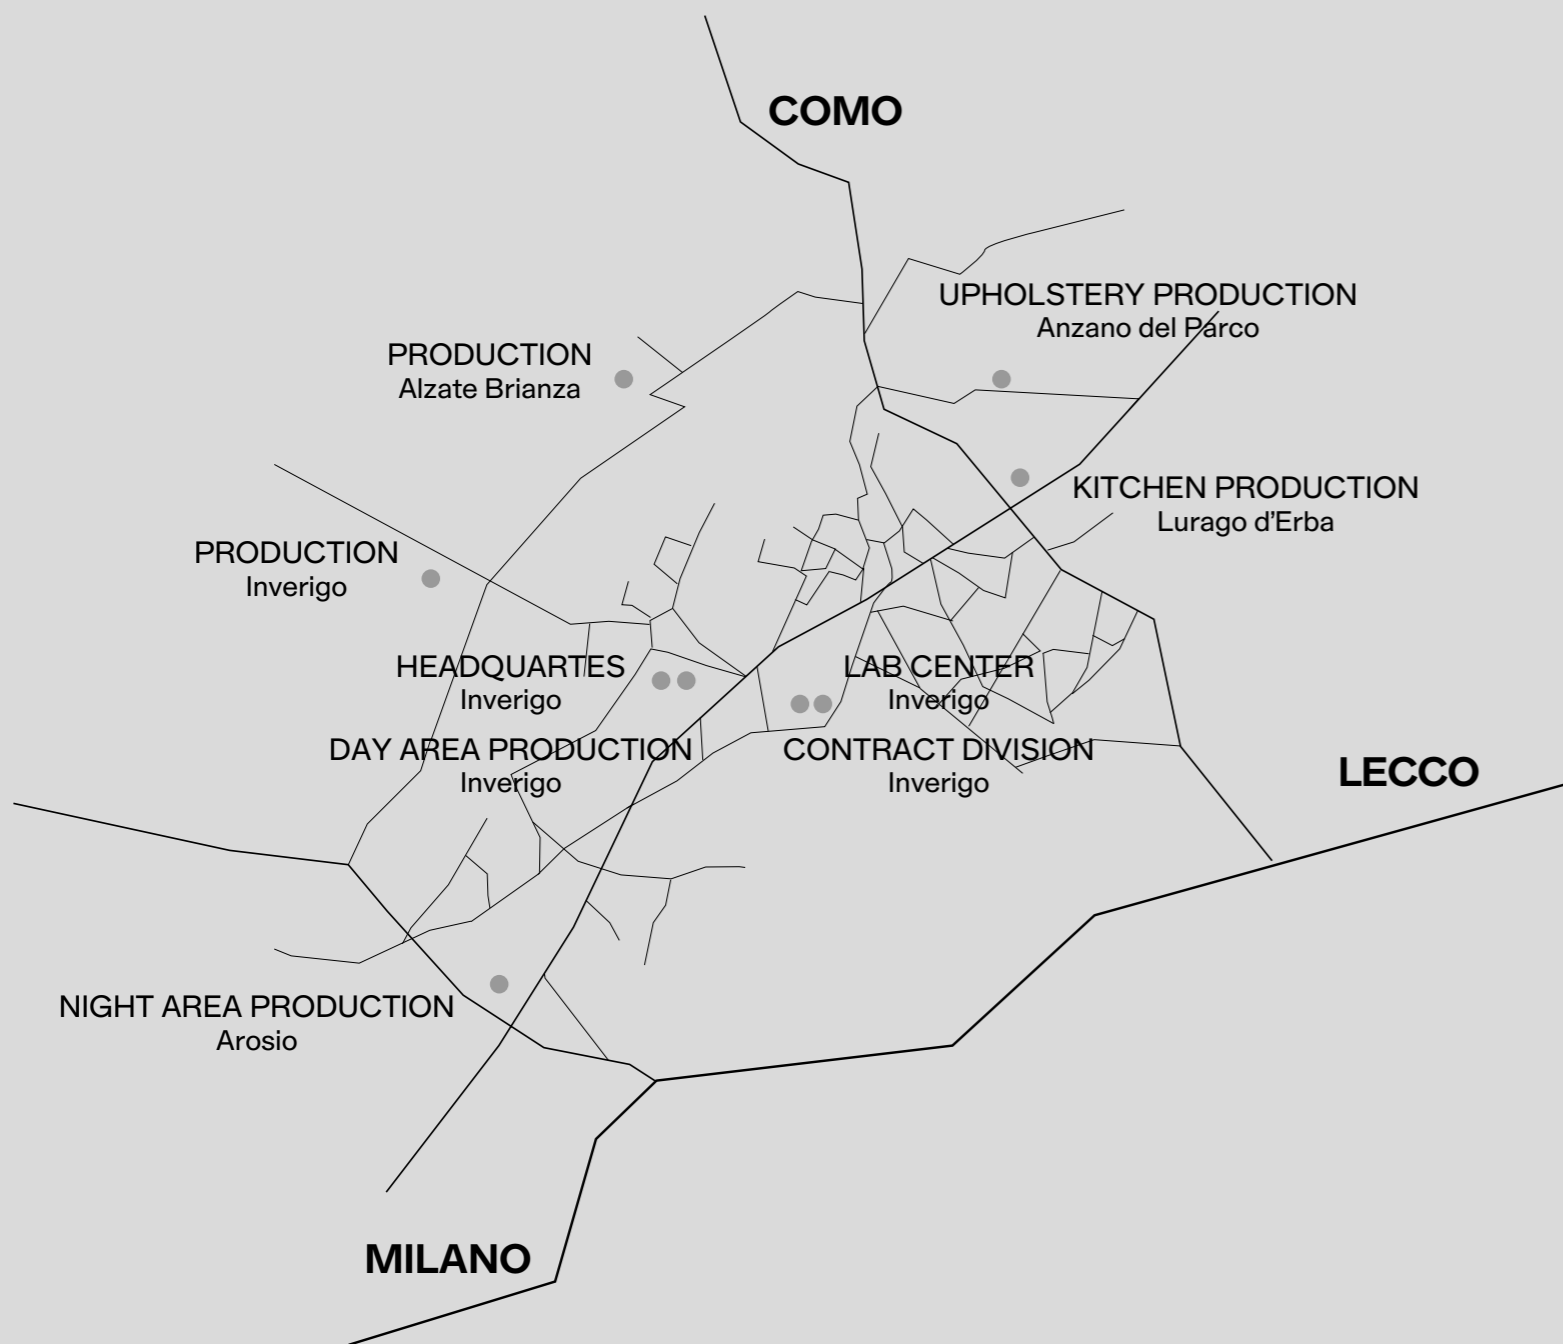 COMO
UPHOLSTERY PRODUCTION
Anzano del Parco
PRODUCTION
Alzate Brianza
KITCHEN PRODUCTION
Lurago d’Erba
PRODUCTION
Inverigo
HEADQUARTES
Inverigo
LAB CENTER
Inverigo
DAY AREA PRODUCTION
Inverigo
CONTRACT DIVISION
Inverigo
LECCO
NIGHT AREA PRODUCTION
Arosio
MILANO